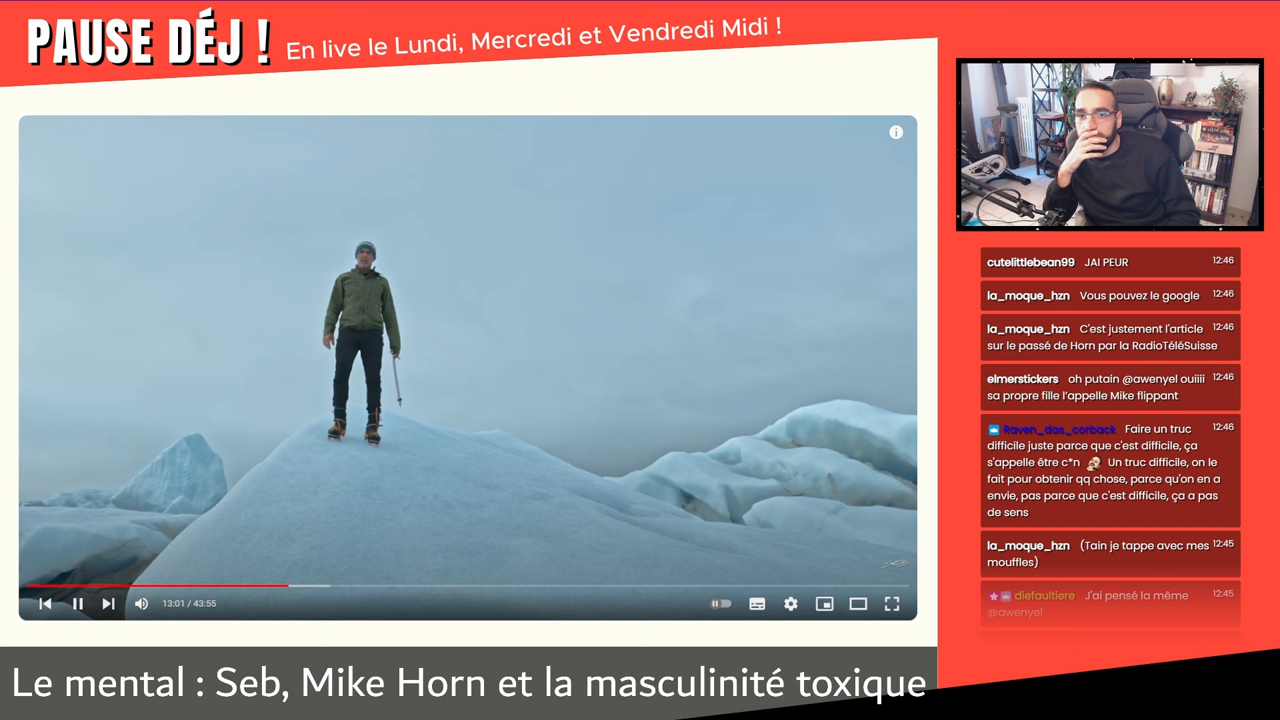 PAUSE DÉJ !
En live le Lundi, Mercredi et Vendredi Midi !
13:01 / 43:55
cutelittlebean99 JAI PEUR 12:46
la_moque_hzn Vous pouvez le google 12:46
la_moque_hzn C'est justement l'article 12:46
sur le passé de Horn par la RadioTéléSuisse
elmerstickers oh putain @awenyel ouiiii 12:46
sa propre fille l'appelle Mike flippant
Raven_das_corback Faire un truc 12:46
difficile juste parce que c'est difficile, ça
s'appelle être c*n Un truc difficile, on le
fait pour obtenir qq chose, parce qu'on en a
envie, pas parce que c'est difficile, ça a pas
de sens
la_moque_hzn (Tain je tappe avec mes 12:45
mouffles)
diefaultiere J'ai pensé la même 12:45
@awenyel
Le mental : Seb, Mike Horn et la masculinité toxique